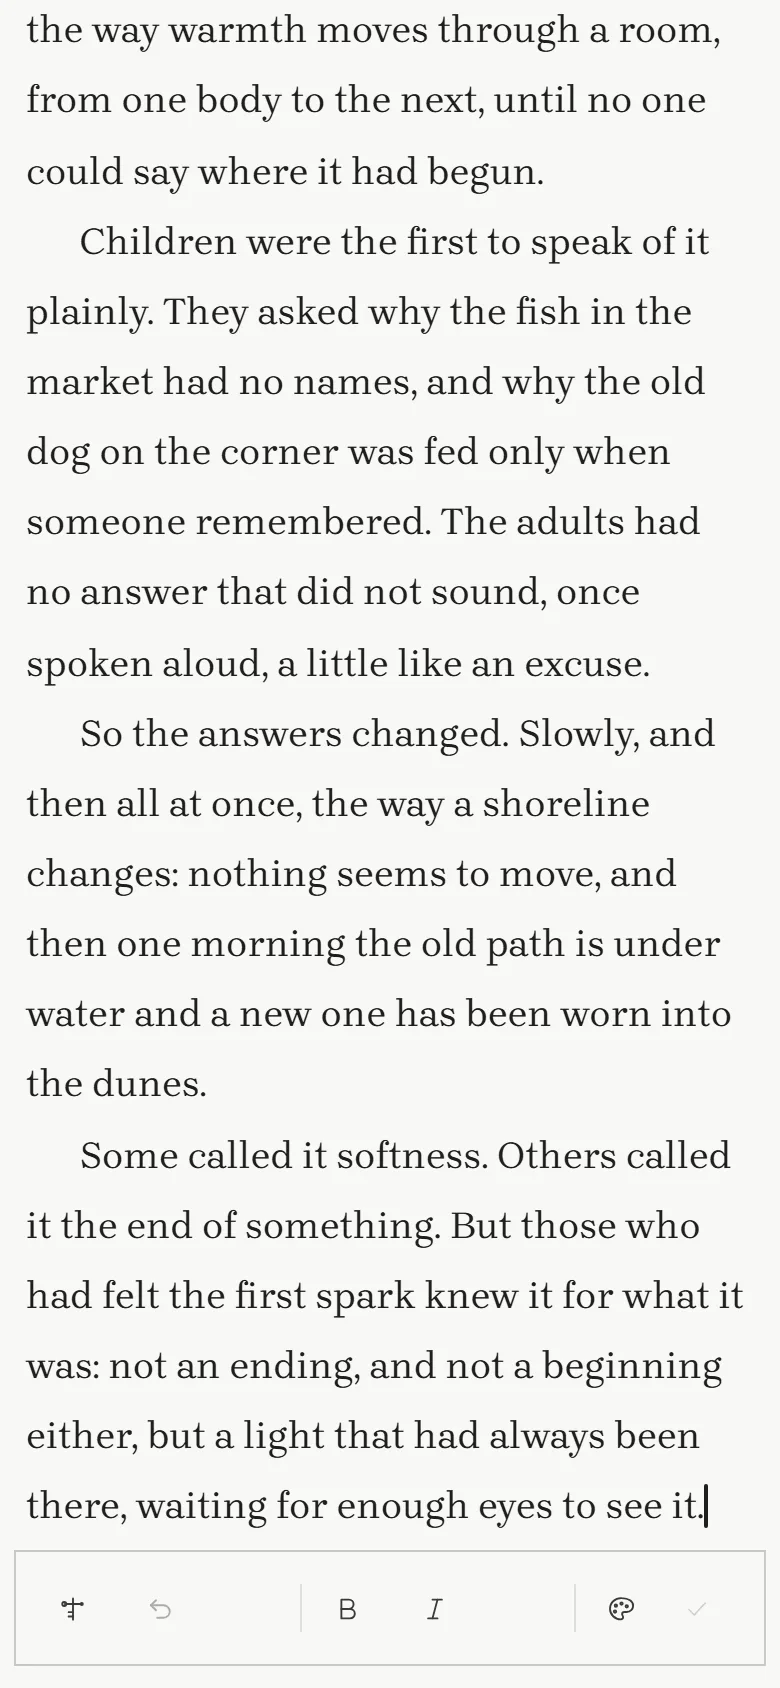 the way warmth moves through a room,
from one body to the next, until no one
could say where it had begun.
Children were the first to speak of it
plainly. They asked why the fish in the
market had no names, and why the old
dog on the corner was fed only when
someone remembered. The adults had
no answer that did not sound, once
spoken aloud, a little like an excuse.
So the answers changed. Slowly, and
then all at once, the way a shoreline
changes: nothing seems to move, and
then one morning the old path is under
water and a new one has been worn into
the dunes.
Some called it softness. Others called
it the end of something. But those who
had felt the first spark knew it for what it
was: not an ending, and not a beginning
either, but a light that had always been
there, waiting for enough eyes to see it.
B I